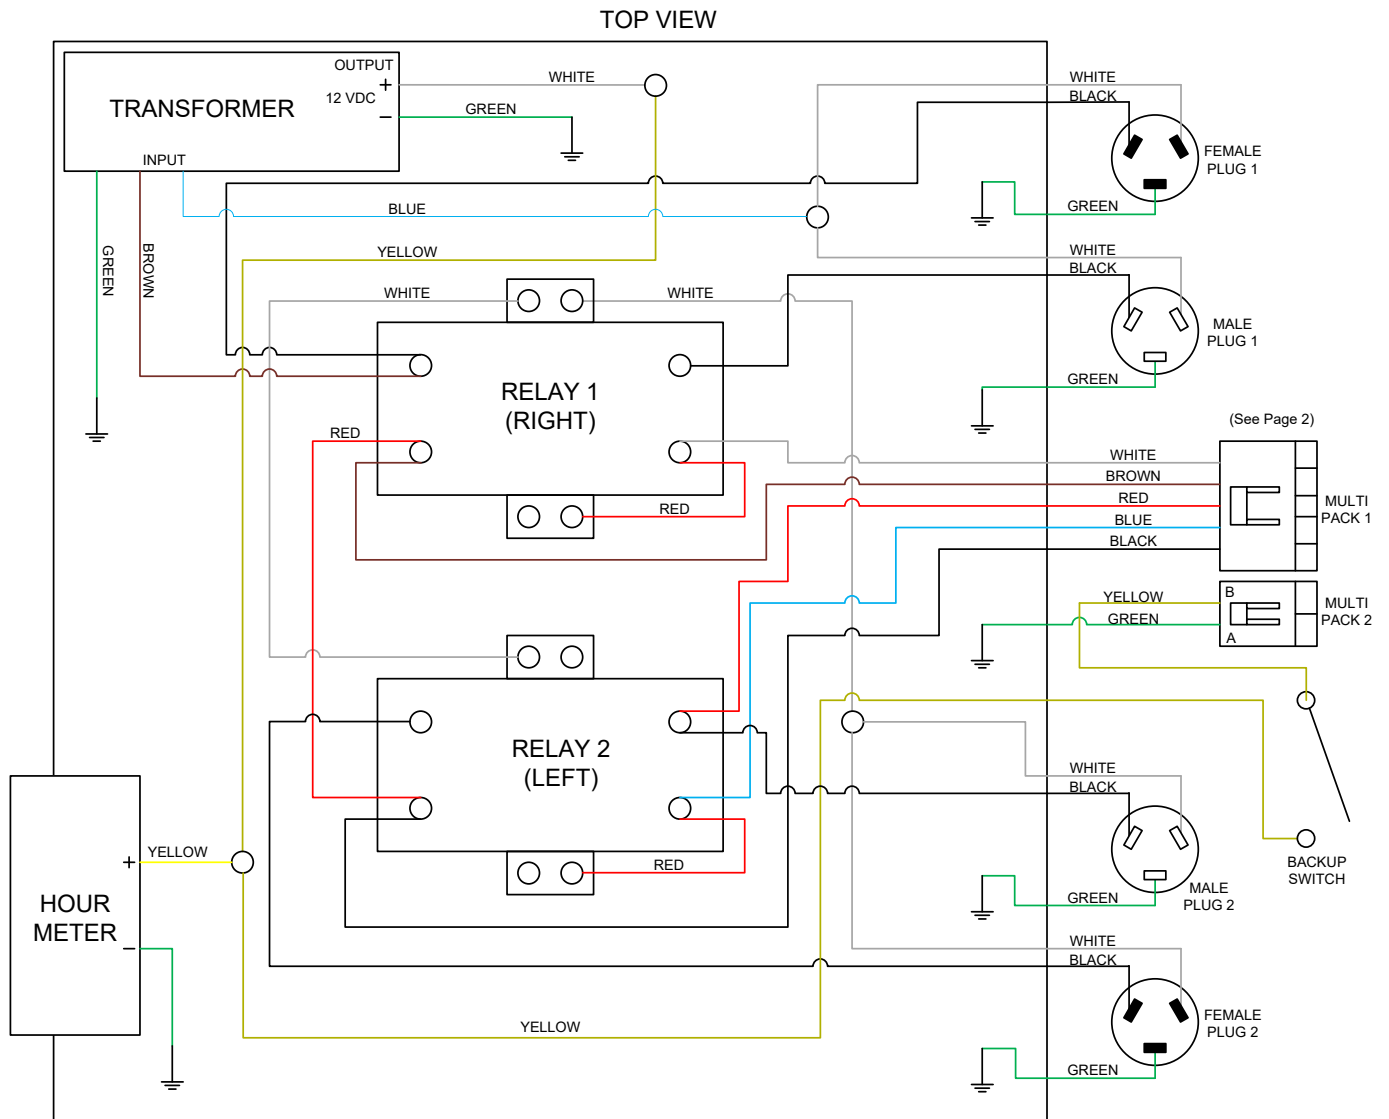 TOP VIEW
OUTPUT
+
12 VDC
−
TRANSFORMER
INPUT
WHITE
GREEN
BLUE
YELLOW
GREEN
BROWN
WHITE
BLACK
FEMALE
PLUG 1
GREEN
WHITE
BLACK
MALE
PLUG 1
GREEN
WHITE
WHITE
RELAY 1
(RIGHT)
RED
RED
(See Page 2)
WHITE
BROWN
RED
BLUE
BLACK
MULTI
PACK 1
YELLOW
GREEN
B
A
MULTI
PACK 2
RELAY 2
(LEFT)
RED
WHITE
BLACK
MALE
PLUG 2
GREEN
BACKUP
SWITCH
YELLOW
+
HOUR
METER
−
WHITE
BLACK
FEMALE
PLUG 2
GREEN
YELLOW